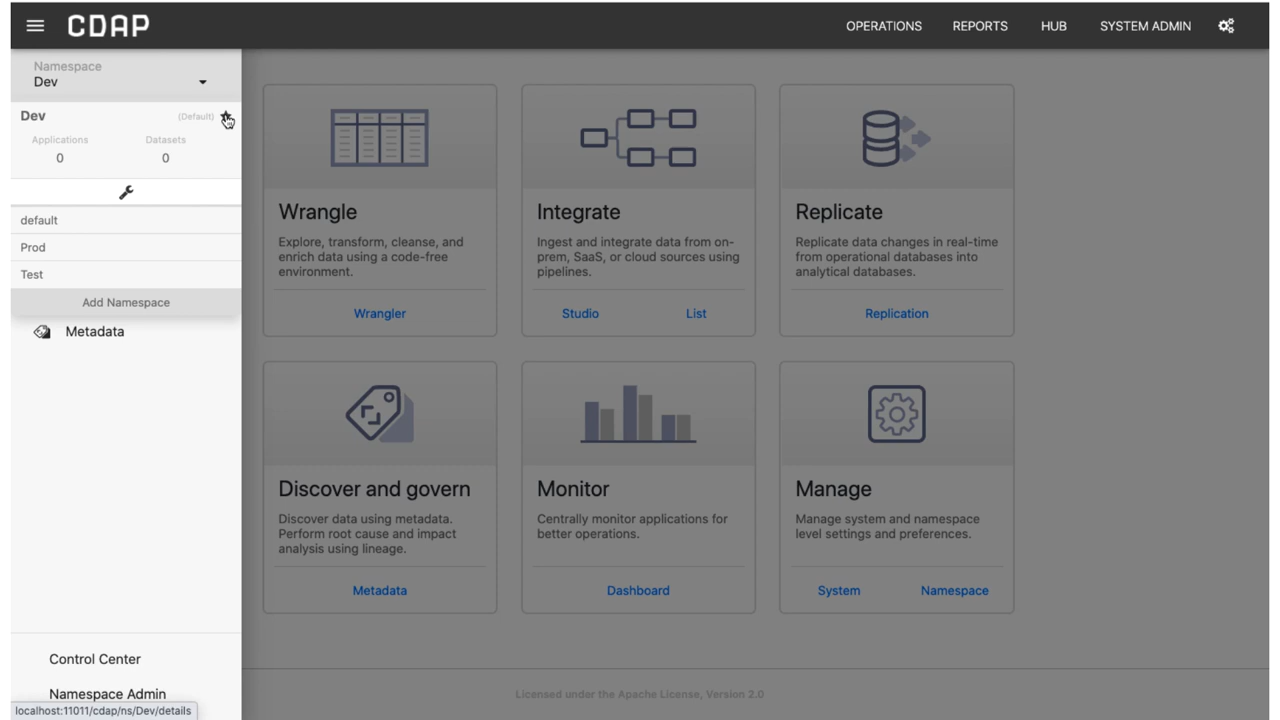 CDAP
OPERATIONS REPORTS HUB SYSTEM ADMIN
Namespace
Dev
Dev (Default)
Applications Datasets
0 0
default
Prod
Test
Add Namespace
Metadata
Control Center
Namespace Admin
localhost:11011/cdap/ns/Dev/details
Wrangle
Explore, transform, cleanse, and
enrich data using a code-free
environment.
Wrangler
Integrate
Ingest and integrate data from on-
prem, SaaS, or cloud sources using
pipelines.
Studio List
Replicate
Replicate data changes in real-time
from operational databases into
analytical databases.
Replication
Discover and govern
Discover data using metadata.
Perform root cause and impact
analysis using lineage.
Metadata
Monitor
Centrally monitor applications for
better operations.
Dashboard
Manage
Manage system and namespace
level settings and preferences.
System Namespace
Licensed under the Apache License, Version 2.0